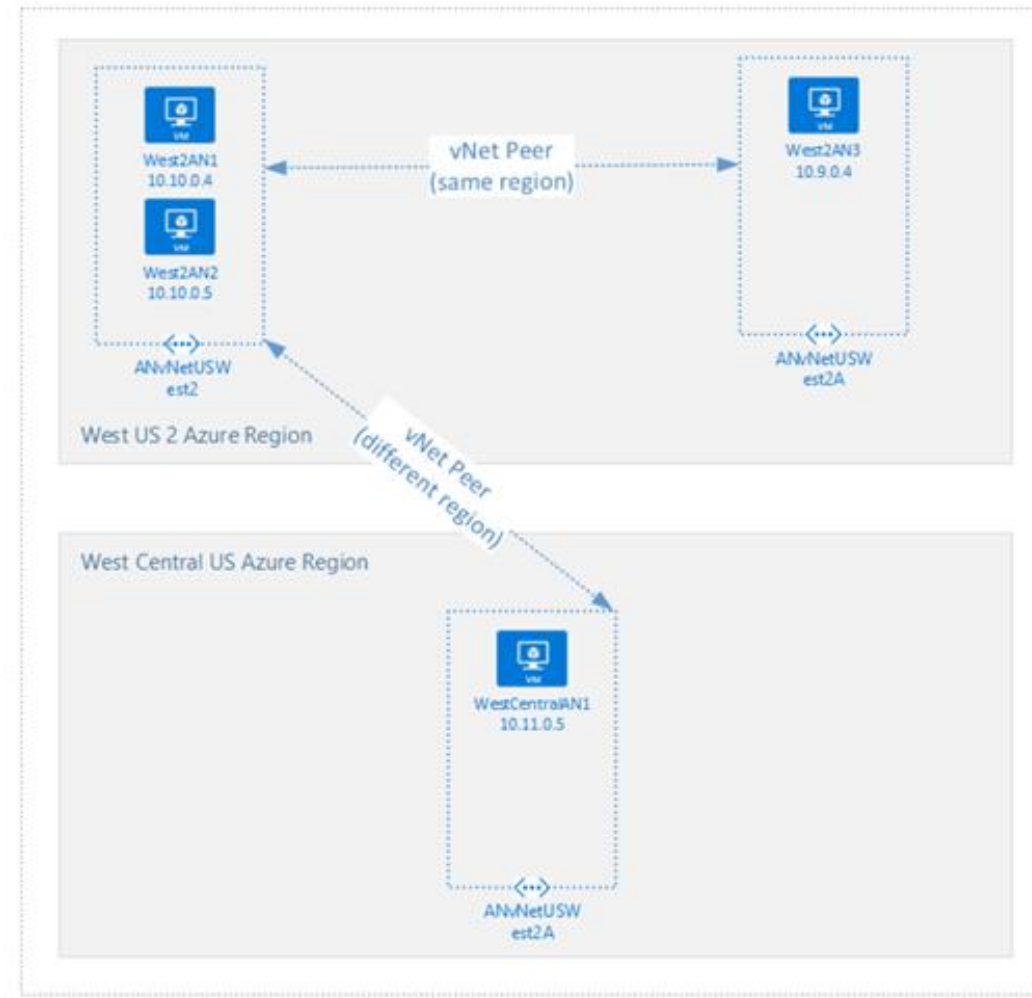 VM
West2AN1
10.10.0.4
VM
West2AN2
10.10.0.5
ANvNetUSW
est2
vNet Peer
(same region)
VM
West2AN3
10.9.0.4
ANvNetUSW
est2A
West US 2 Azure Region
vNet Peer
(different region)
West Central US Azure Region
VM
WestCentralAN1
10.11.0.5
ANvNetUSW
est2A